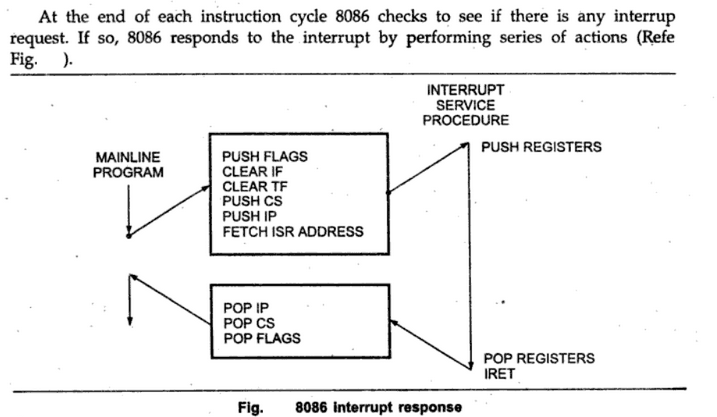 At the end of each instruction cycle 8086 checks to see if there is any interrup
request. If so, 8086 responds to the interrupt by performing series of actions (Refe
Fig. ).
INTERRUPT
SERVICE
PROCEDURE
MAINLINE
PROGRAM
PUSH FLAGS
CLEAR IF
CLEAR TF
PUSH CS
PUSH IP
FETCH ISR ADDRESS
PUSH REGISTERS
POP IP
POP CS
POP FLAGS
POP REGISTERS
IRET
Fig. 8086 Interrupt response